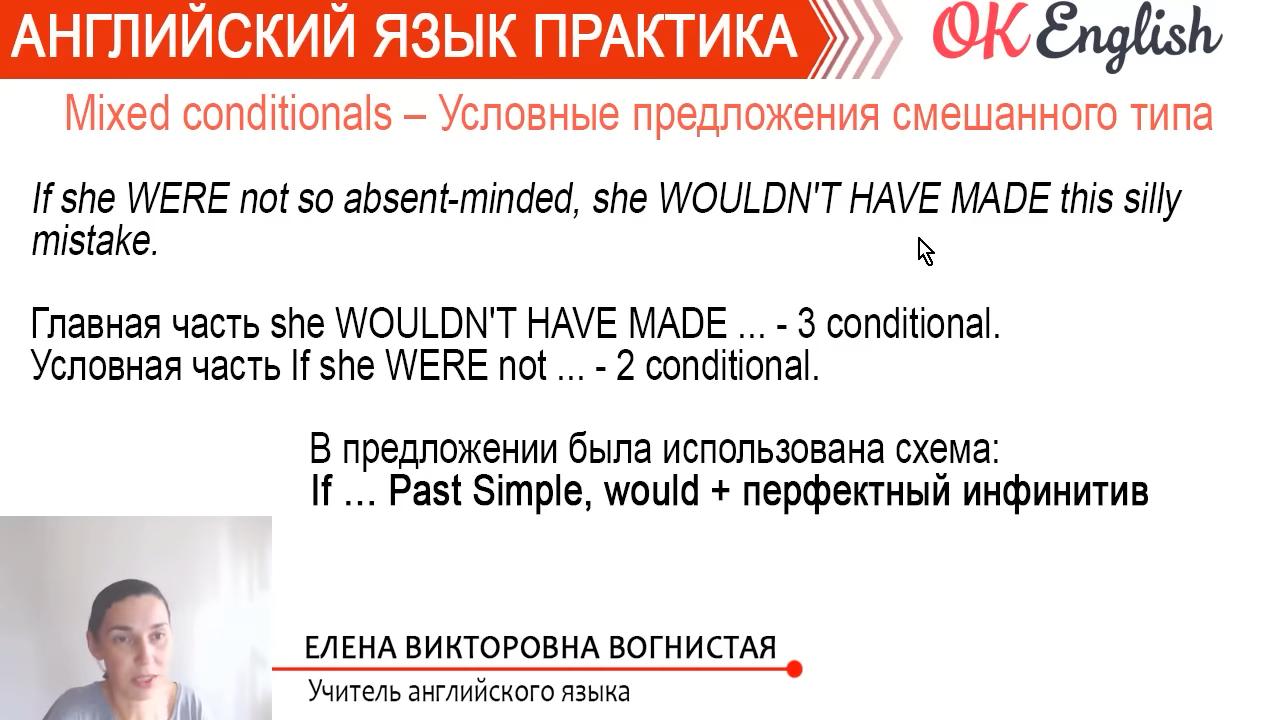 АНГЛИЙСКИЙ ЯЗЫК ПРАКТИКА
OK English
Mixed conditionals – Условные предложения смешанного типа
If she WERE not so absent-minded, she WOULDN'T HAVE MADE this silly
mistake.
Главная часть she WOULDN'T HAVE MADE ... - 3 conditional.
Условная часть If she WERE not ... - 2 conditional.
В предложении была использована схема:
If … Past Simple, would + перфектный инфинитив
ЕЛЕНА ВИКТОРОВНА ВОГНИСТАЯ
Учитель английского языка